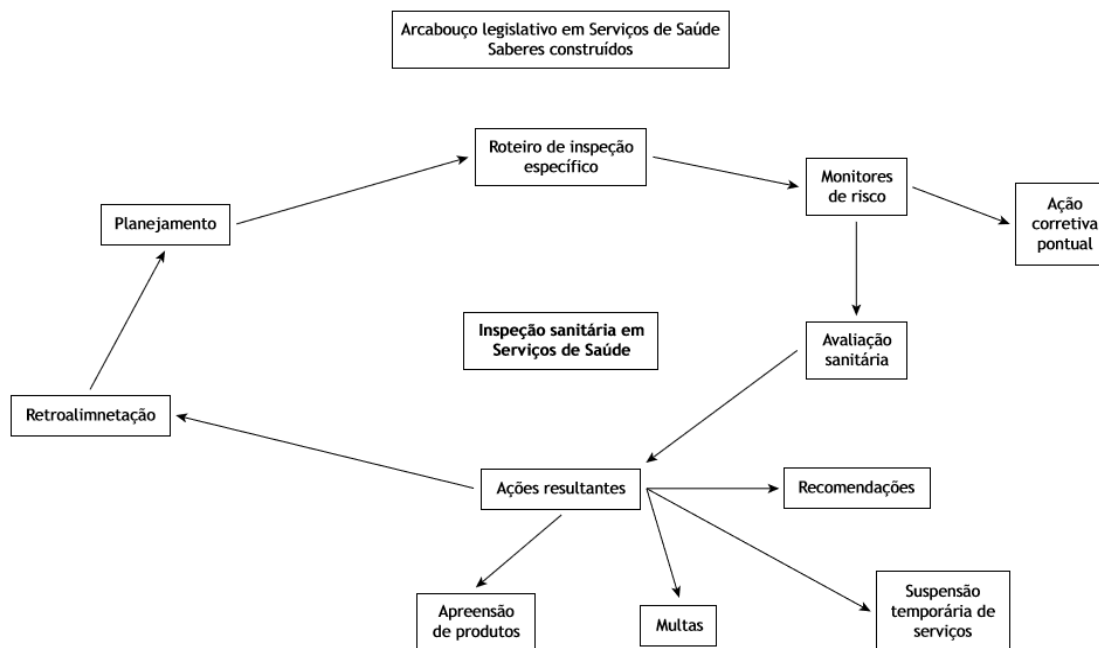 Arcabouço legislativo em Serviços de Saúde
Saberes construídos
Roteiro de inspeção
específico
Monitores
de risco
Ação
corretiva
pontual
Planejamento
Inspeção sanitária em
Serviços de Saúde
Avaliação
sanitária
Retroalimnetação
Ações resultantes
Recomendações
Apreensão
de produtos
Multas
Suspensão
temporária de
serviços